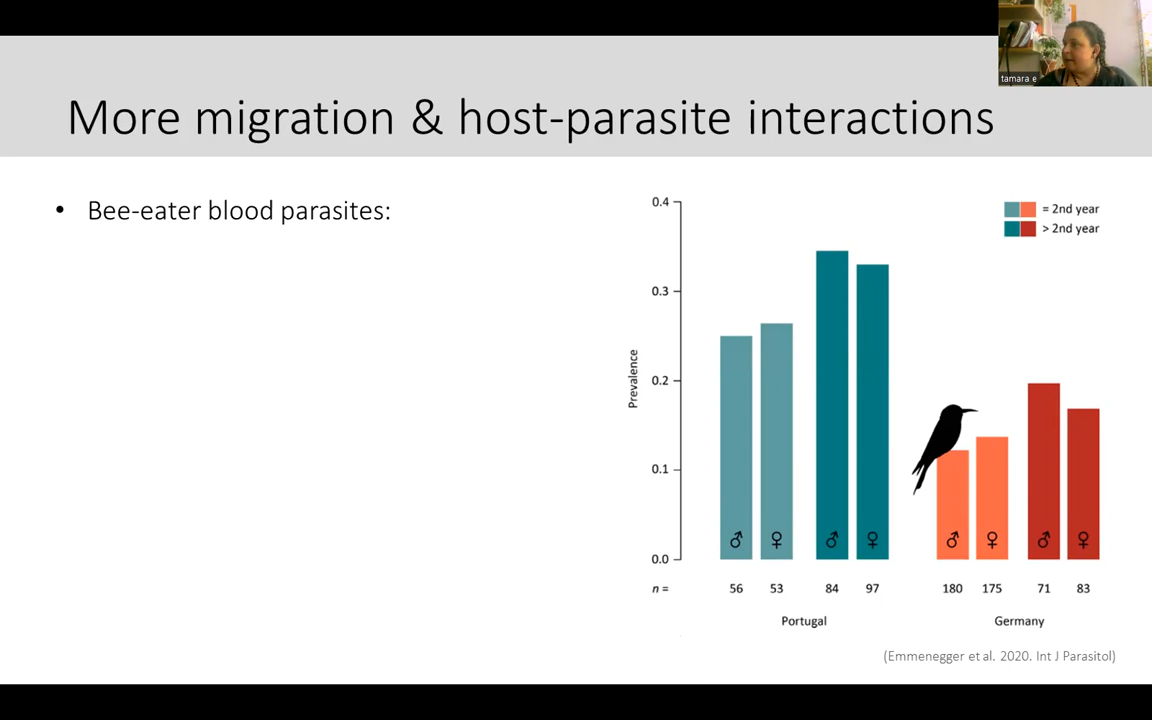 tamara e
More migration & host-parasite interactions
• Bee-eater blood parasites:
0.4
0.3
0.2
0.1
0.0
Prevalence
= 2nd year
> 2nd year
♂ ♀ ♂ ♀ ♂ ♀ ♂ ♀
n = 56 53 84 97 180 175 71 83
Portugal Germany
(Emmenegger et al. 2020. Int J Parasitol)